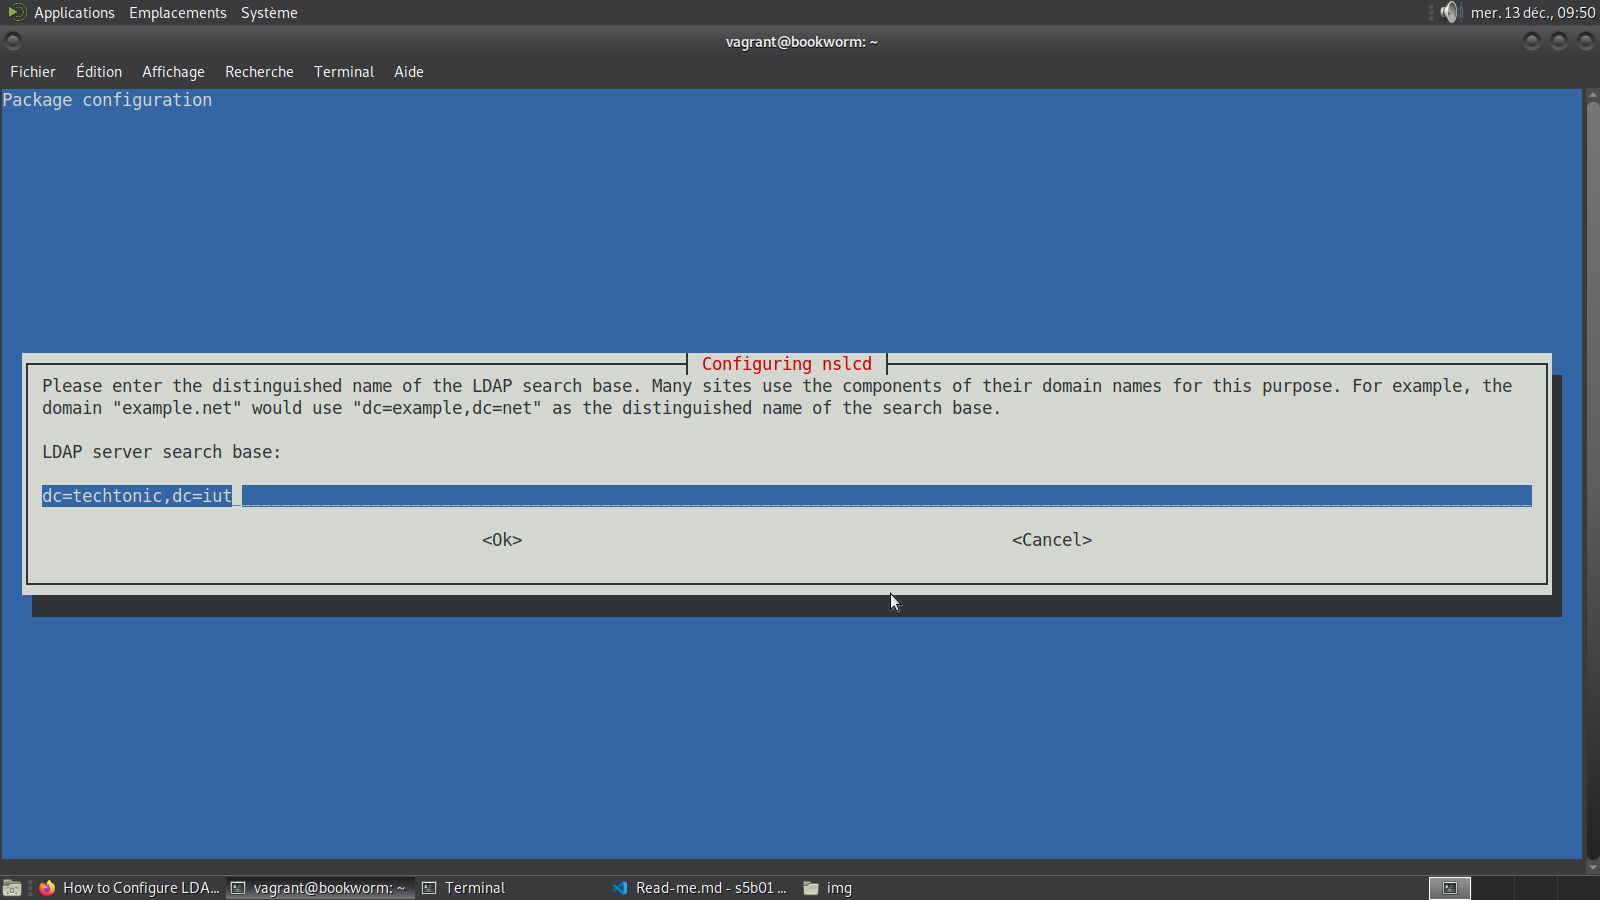 Applications Emplacements Système mer. 13 déc., 09:50
vagrant@bookworm: ~
Fichier Édition Affichage Recherche Terminal Aide
Package configuration
Configuring nslcd
Please enter the distinguished name of the LDAP search base. Many sites use the components of their domain names for this purpose. For example, the
domain "example.net" would use "dc=example,dc=net" as the distinguished name of the search base.
LDAP server search base:
dc=techtonic,dc=iut
<Ok> <Cancel>
How to Configure LDA... vagrant@bookworm: ~ Terminal Read-me.md - s5b01 ... img